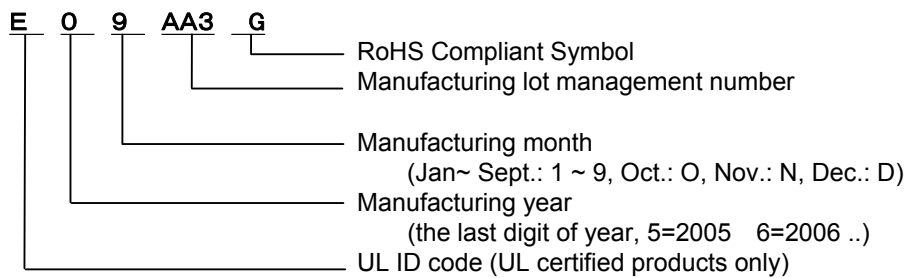 E 0 9 AA3 G
RoHS Compliant Symbol
Manufacturing lot management number
Manufacturing month
(Jan~ Sept.: 1 ~ 9, Oct.: O, Nov.: N, Dec.: D)
Manufacturing year
(the last digit of year, 5=2005 6=2006 ..)
UL ID code (UL certified products only)